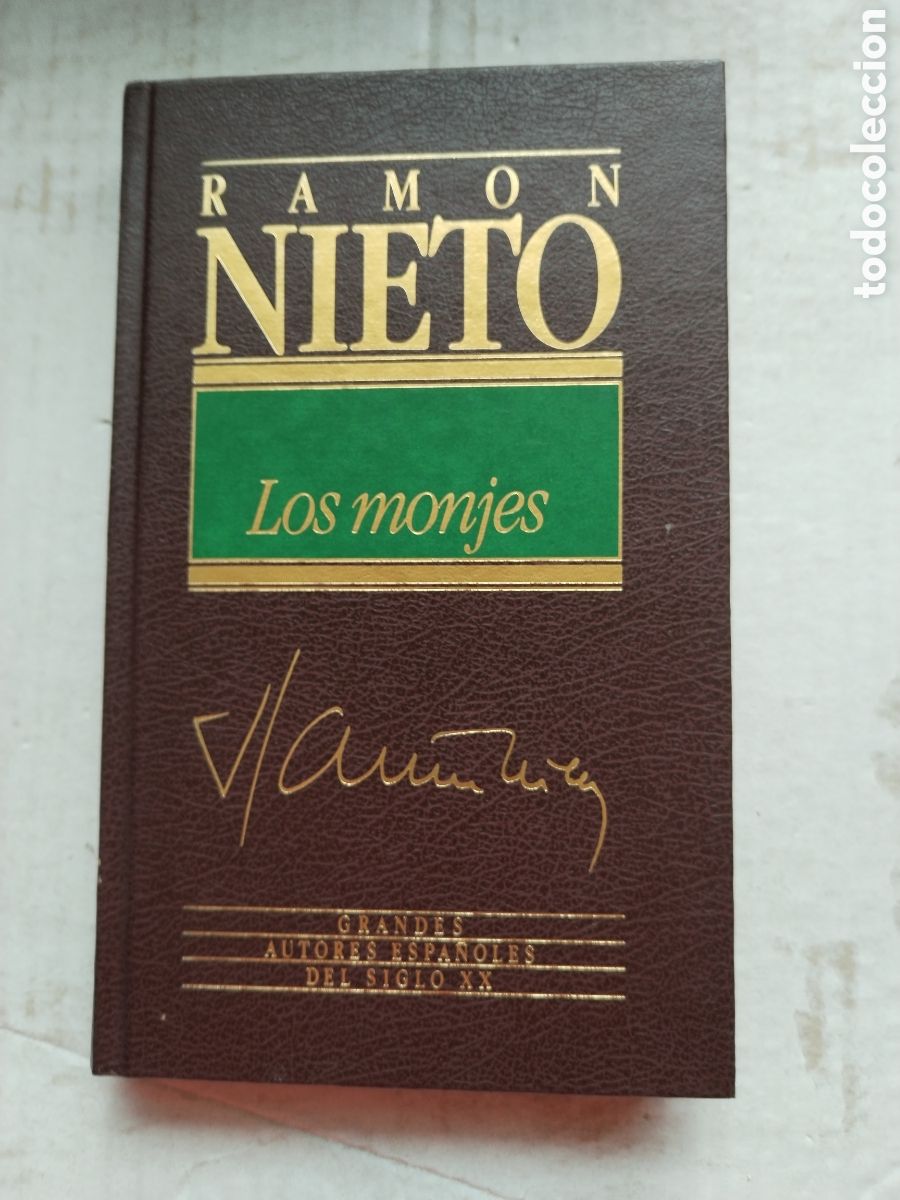 RAMON
NIETO
Los monjes
GRANDES
AUTORES ESPAÑOLES
DEL SIGLO XX
todocoleccion